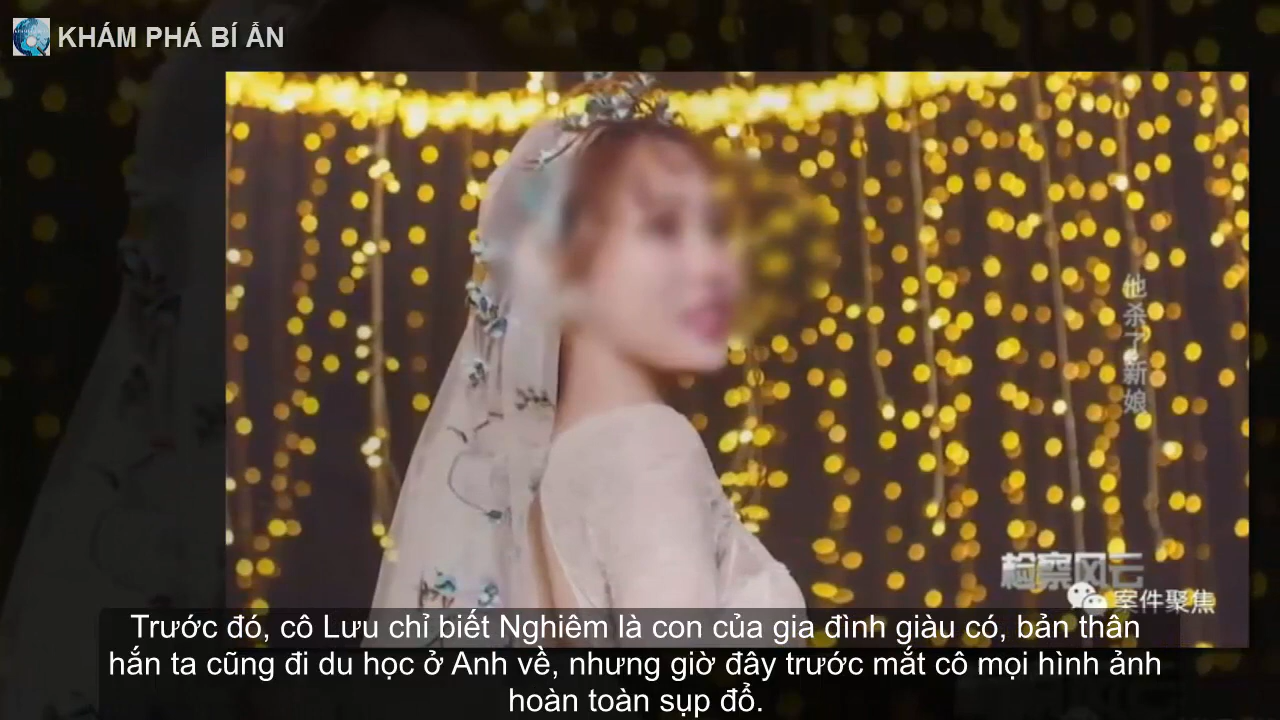 KHÁM PHÁ BÍ ẨN
他杀了新娘
检察风云
案件聚焦
Trước đó, cô Lưu chỉ biết Nghiêm là con của gia đình giàu có, bản thân
hắn ta cũng đi du học ở Anh về, nhưng giờ đây trước mắt cô mọi hình ảnh
hoàn toàn sụp đổ.